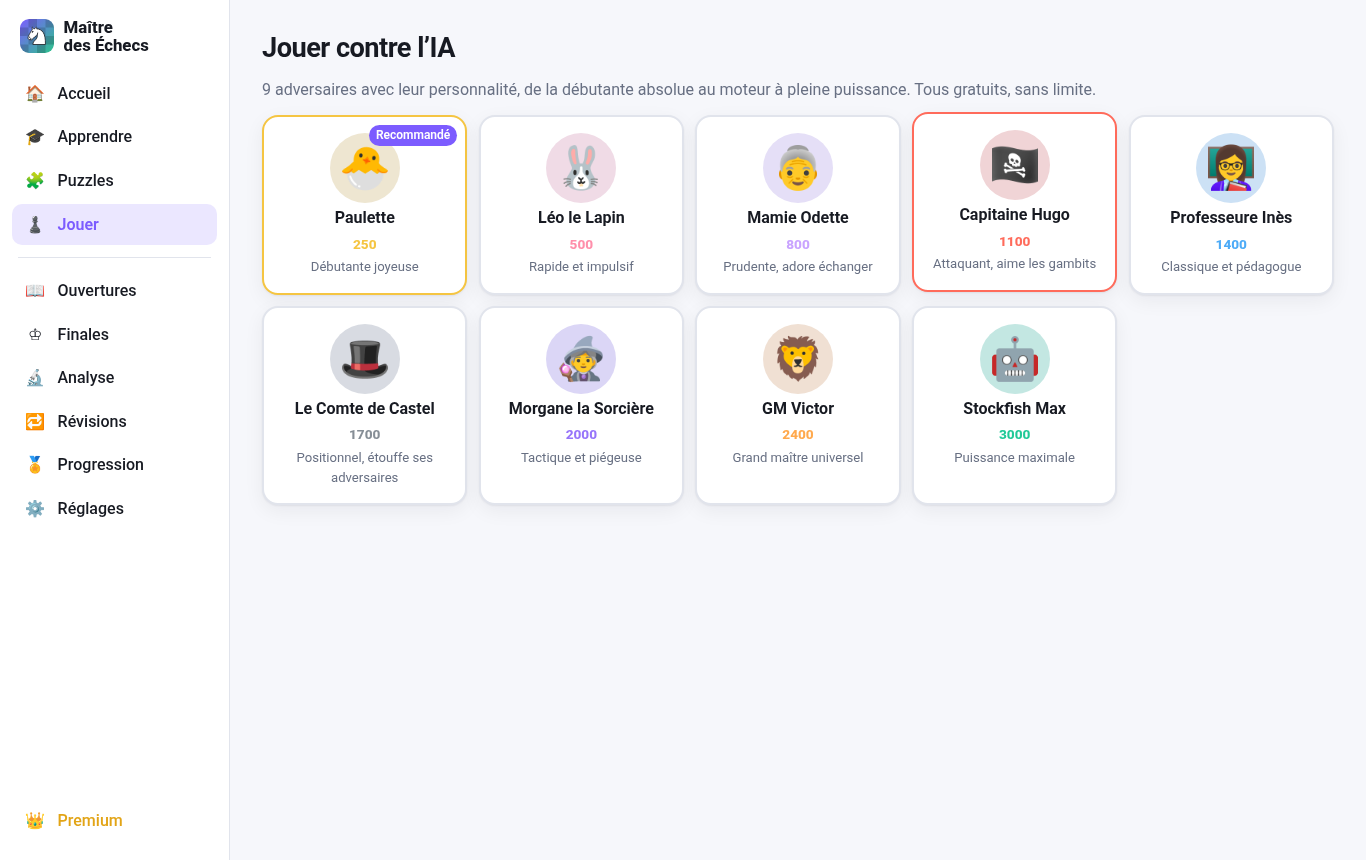 Maître
des Échecs
Accueil
Apprendre
Puzzles
Jouer
Ouvertures
Finales
Analyse
Révisions
Progression
Réglages
Premium
Jouer contre l’IA
9 adversaires avec leur personnalité, de la débutante absolue au moteur à pleine puissance. Tous gratuits, sans limite.
Recommandé
Paulette
250
Débutante joyeuse
Léo le Lapin
500
Rapide et impulsif
Mamie Odette
800
Prudente, adore échanger
Capitaine Hugo
1100
Attaquant, aime les gambits
Professeure Inès
1400
Classique et pédagogue
Le Comte de Castel
1700
Positionnel, étouffe ses
adversaires
Morgane la Sorcière
2000
Tactique et piégeuse
GM Victor
2400
Grand maître universel
Stockfish Max
3000
Puissance maximale